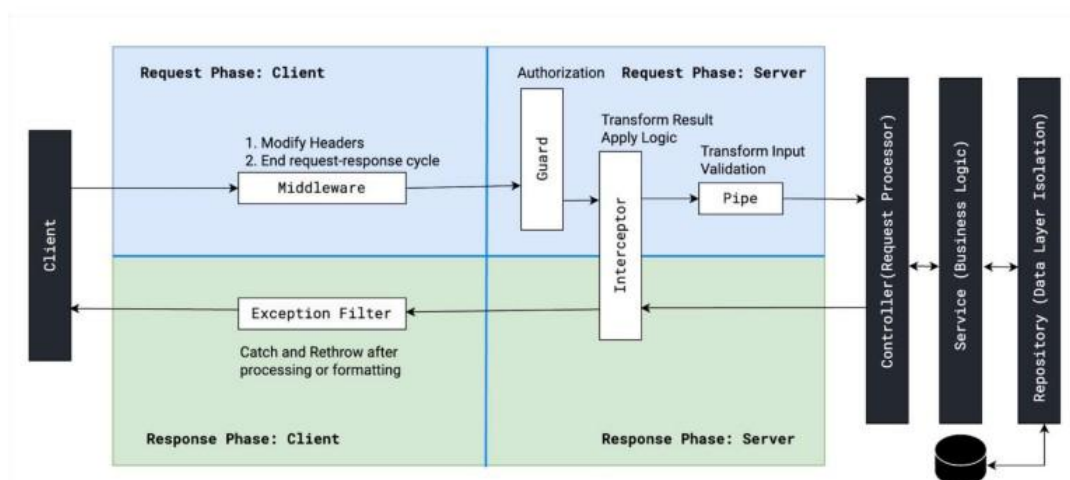 Request Phase: Client
Authorization
Request Phase: Server
1. Modify Headers
2. End request-response cycle
Middleware
Guard
Transform Result
Apply Logic
Transform Input
Validation
Pipe
Interceptor
Client
Controller(Request Processor)
Service (Business Logic)
Repository (Data Layer Isolation)
Exception Filter
Catch and Rethrow after
processing or formatting
Response Phase: Client
Response Phase: Server